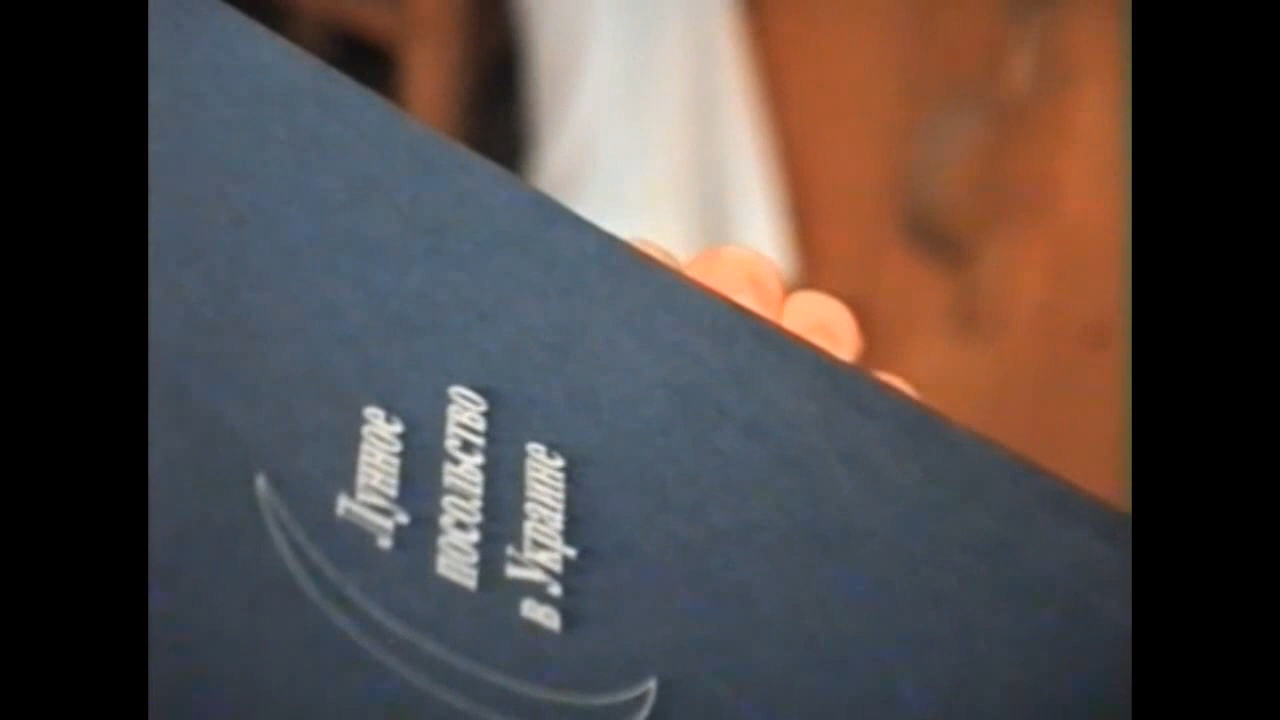 Лунное
посольство
в Украине